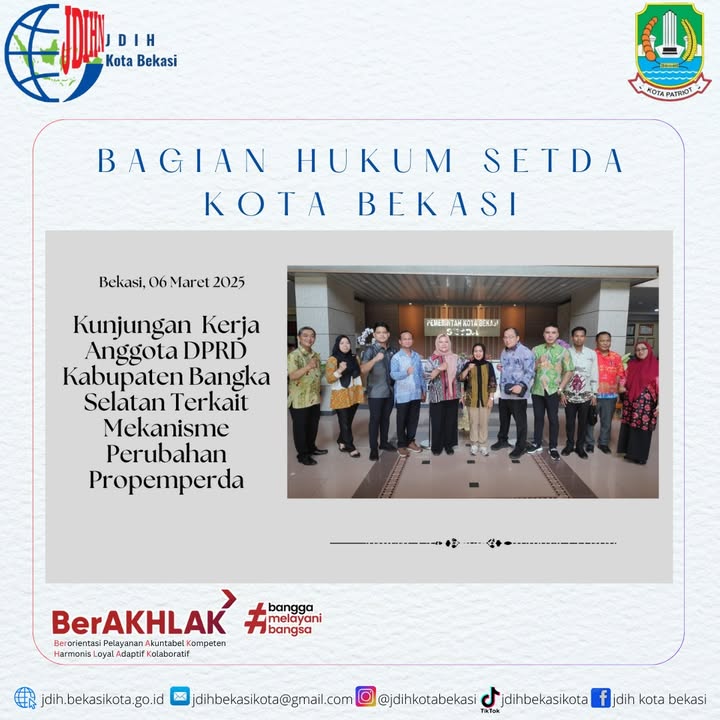 JDIHN
JDIH
Kota Bekasi
KOTA PATRIOT
BAGIAN HUKUM SETDA
KOTA BEKASI
Bekasi, 06 Maret 2025
Kunjungan Kerja
Anggota DPRD
Kabupaten Bangka
Selatan Terkait
Mekanisme
Perubahan
Propemperda
PEMERINTAH KOTA BEKASI
SETDA
BerAKHLAK
Berorientasi Pelayanan Akuntabel Kompeten
Harmonis Loyal Adaptif Kolaboratif
#bangga
melayani
bangsa
jdih.bekasikota.go.id jdihbekasikota@gmail.com @jdihkotabekasi TikTok jdihbekasikota jdih kota bekasi